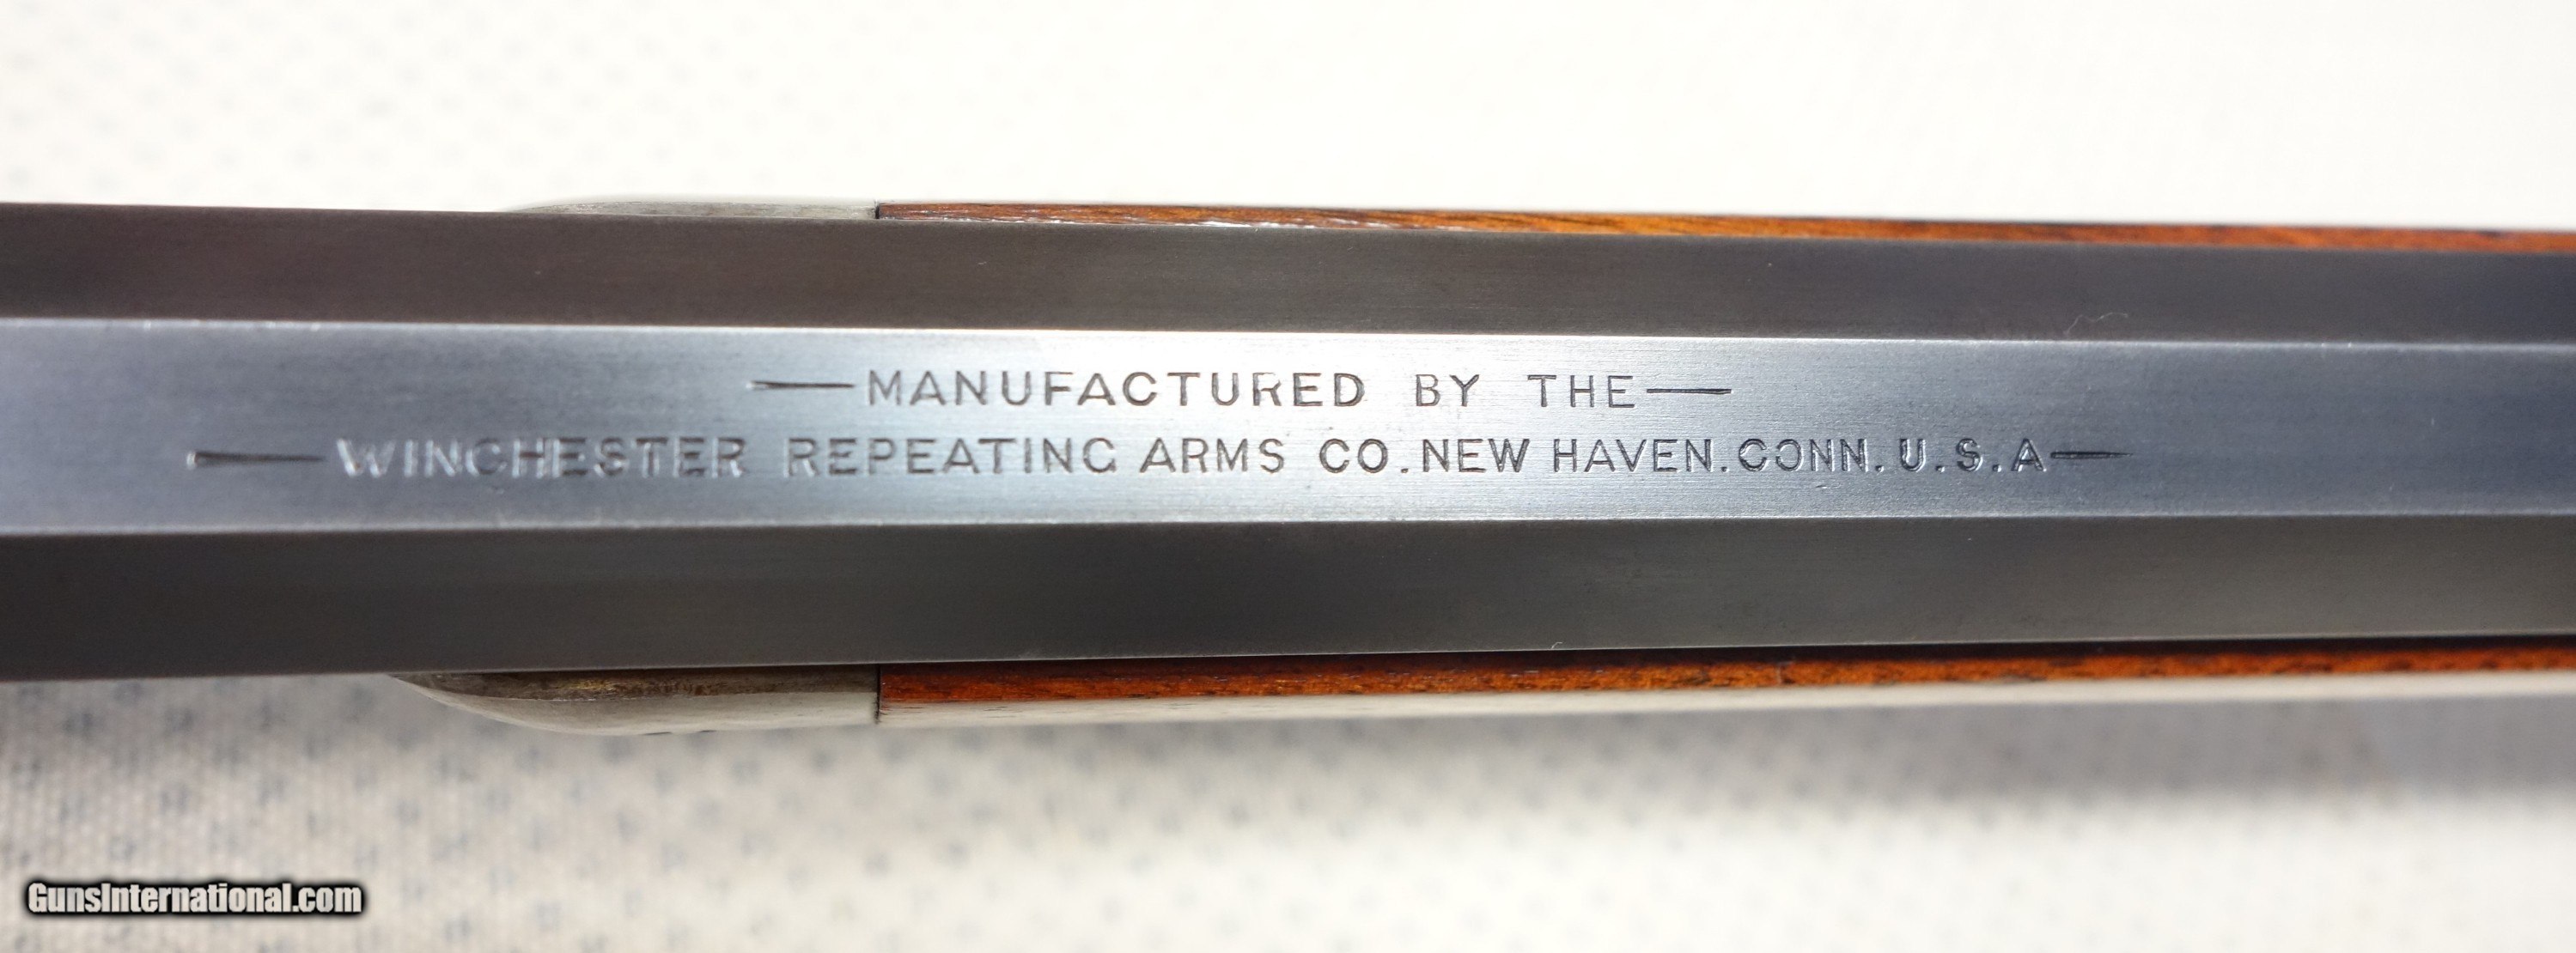 —MANUFACTURED BY THE—
—WINCHESTER REPEATING ARMS CO. NEW HAVEN. CONN. U.S.A—
GunsInternational.com